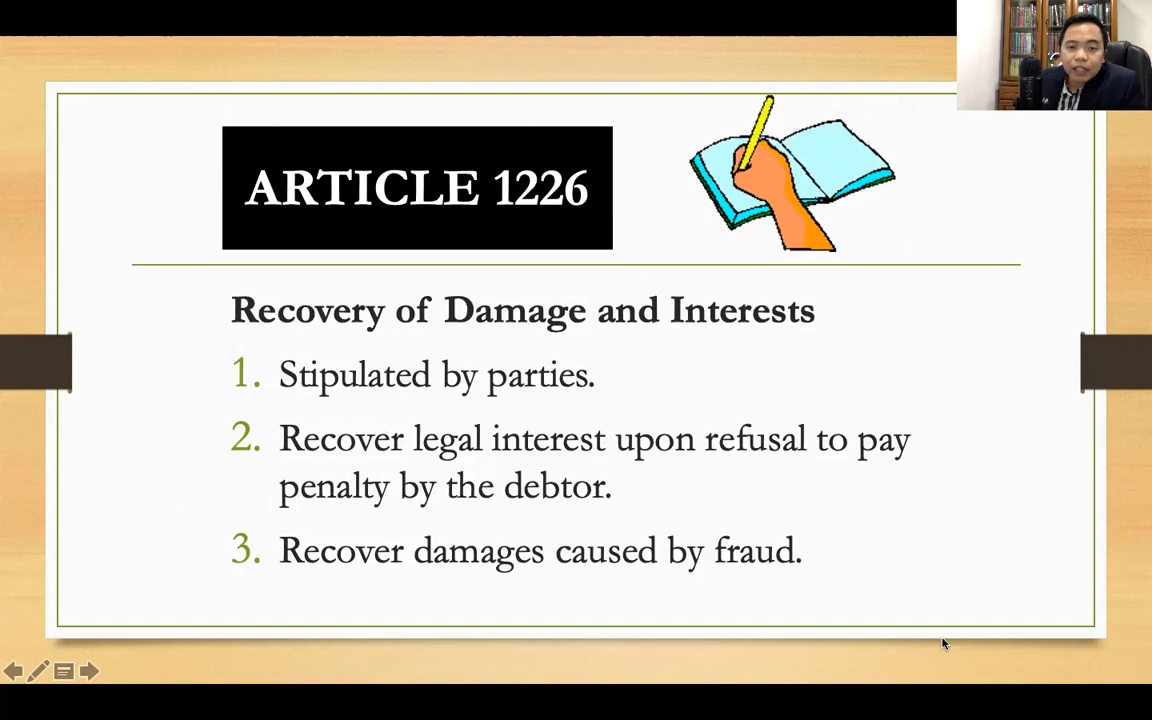 ARTICLE 1226
Recovery of Damage and Interests
1. Stipulated by parties.
2. Recover legal interest upon refusal to pay
penalty by the debtor.
3. Recover damages caused by fraud.